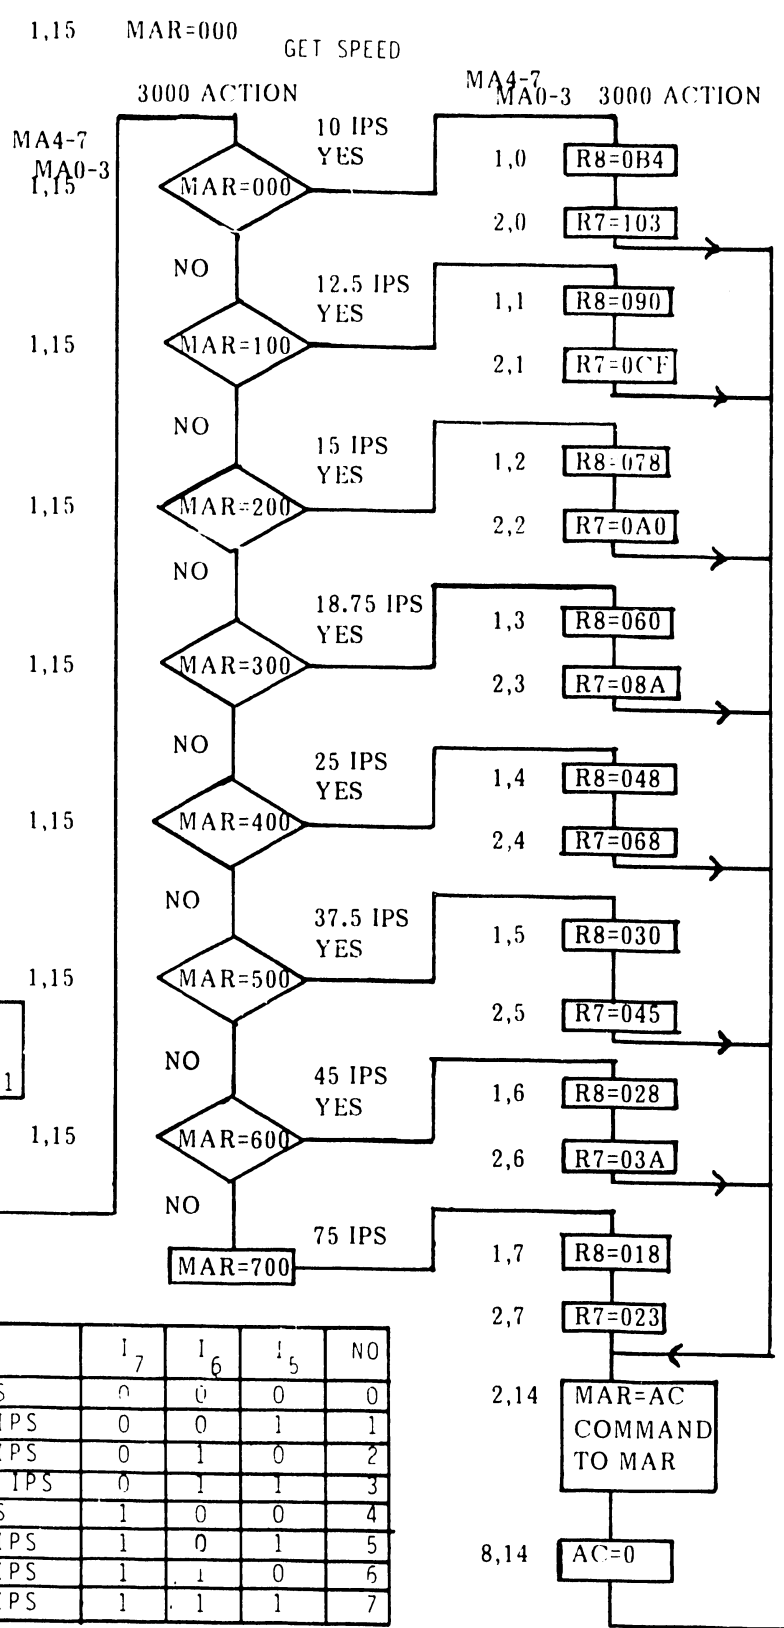 1,15 MAR=000
GET SPEED
3000 ACTION
MA4-7
MA0-3
3000 ACTION
MA4-7
MA0-3
10 IPS
YES
1,15
MAR=000
1,0
R8=0B4
2,0
R7=103
NO
12.5 IPS
YES
1,15
MAR=100
1,1
R8=090
2,1
R7=0CF
NO
15 IPS
YES
1,15
MAR=200
1,2
R8=078
2,2
R7=0A0
NO
18.75 IPS
YES
1,15
MAR=300
1,3
R8=060
2,3
R7=08A
NO
25 IPS
YES
1,15
MAR=400
1,4
R8=048
2,4
R7=068
NO
37.5 IPS
YES
1,15
MAR=500
1,5
R8=030
2,5
R7=045
1
NO
45 IPS
YES
1,15
MAR=600
1,6
R8=028
2,6
R7=03A
NO
75 IPS
MAR=700
1,7
R8=018
2,7
R7=023
2,14
MAR=AC
COMMAND
TO MAR
8,14
AC=0
I7 I6 I5 NO
S 0 0 0 0
IPS 0 0 1 1
IPS 0 1 0 2
IPS 0 1 1 3
S 1 0 0 4
IPS 1 0 1 5
IPS 1 1 0 6
IPS 1 1 1 7